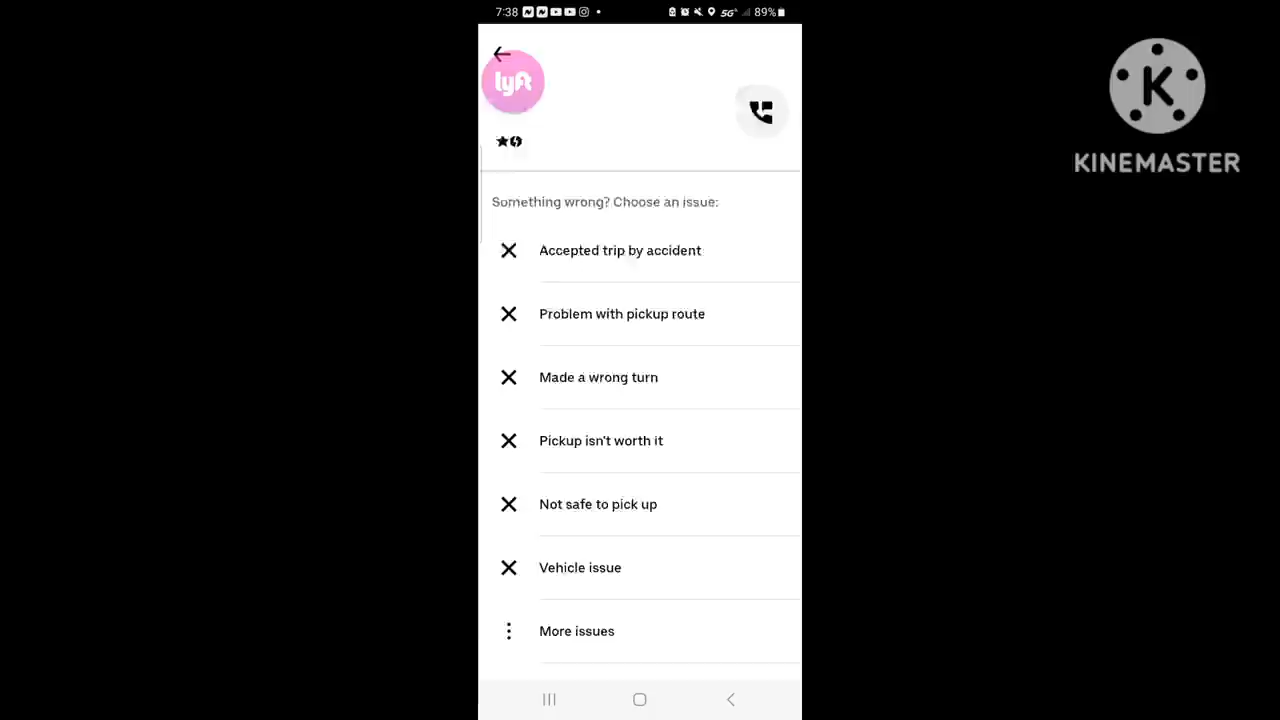 7:38
5G+
89%
lyft
K
KINEMASTER
Something wrong? Choose an issue:
Accepted trip by accident
Problem with pickup route
Made a wrong turn
Pickup isn't worth it
Not safe to pick up
Vehicle issue
More issues